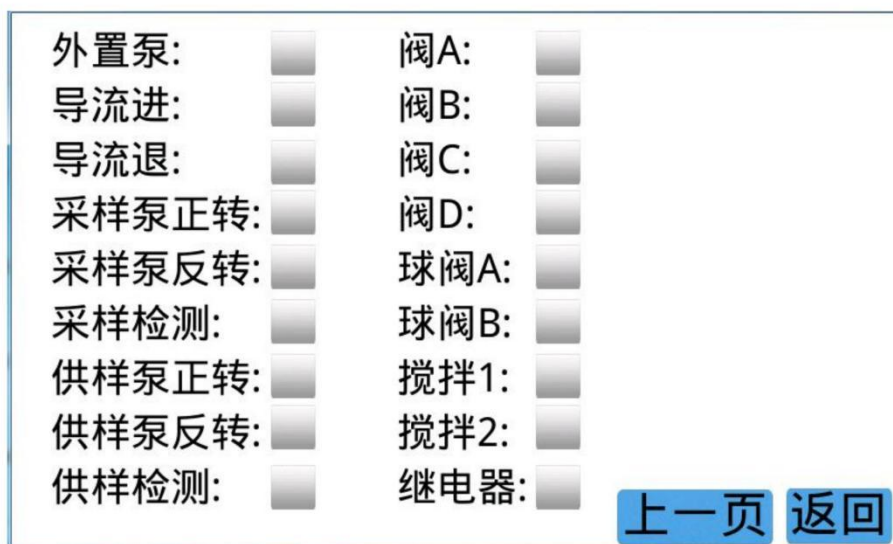 外置泵: 阀A:
导流进: 阀B:
导流退: 阀C:
采样泵正转: 阀D:
采样泵反转: 球阀A:
采样检测: 球阀B:
供样泵正转: 搅拌1:
供样泵反转: 搅拌2:
供样检测: 继电器:
上一页 返回